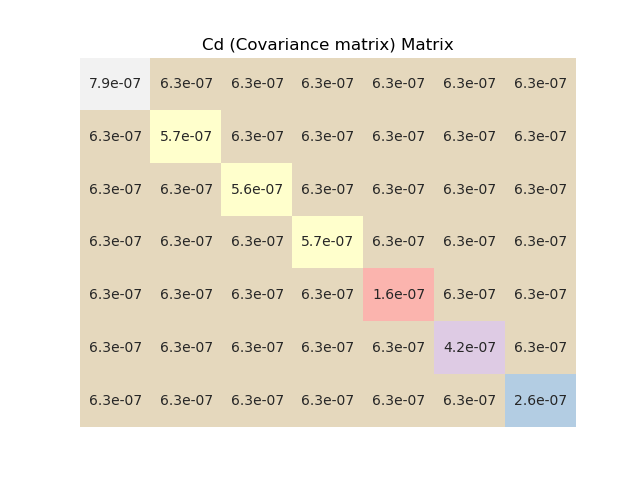 Cd (Covariance matrix) Matrix
7.9e-07 6.3e-07 6.3e-07 6.3e-07 6.3e-07 6.3e-07 6.3e-07
6.3e-07 5.7e-07 6.3e-07 6.3e-07 6.3e-07 6.3e-07 6.3e-07
6.3e-07 6.3e-07 5.6e-07 6.3e-07 6.3e-07 6.3e-07 6.3e-07
6.3e-07 6.3e-07 6.3e-07 5.7e-07 6.3e-07 6.3e-07 6.3e-07
6.3e-07 6.3e-07 6.3e-07 6.3e-07 1.6e-07 6.3e-07 6.3e-07
6.3e-07 6.3e-07 6.3e-07 6.3e-07 6.3e-07 4.2e-07 6.3e-07
6.3e-07 6.3e-07 6.3e-07 6.3e-07 6.3e-07 6.3e-07 2.6e-07